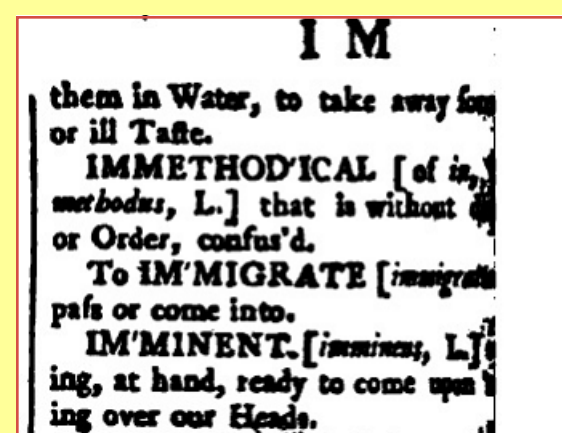 I M
them in Water, to take away
or ill Taſte.
IMMETHOD'ICAL [of in,
methodus, L.] that is without
or Order, confus'd.
To IM'MIGRATE [
paſs or come into.
IM'MINENT. [imminens, L.]
ing, at hand, ready to come upon
ing over our Heads.